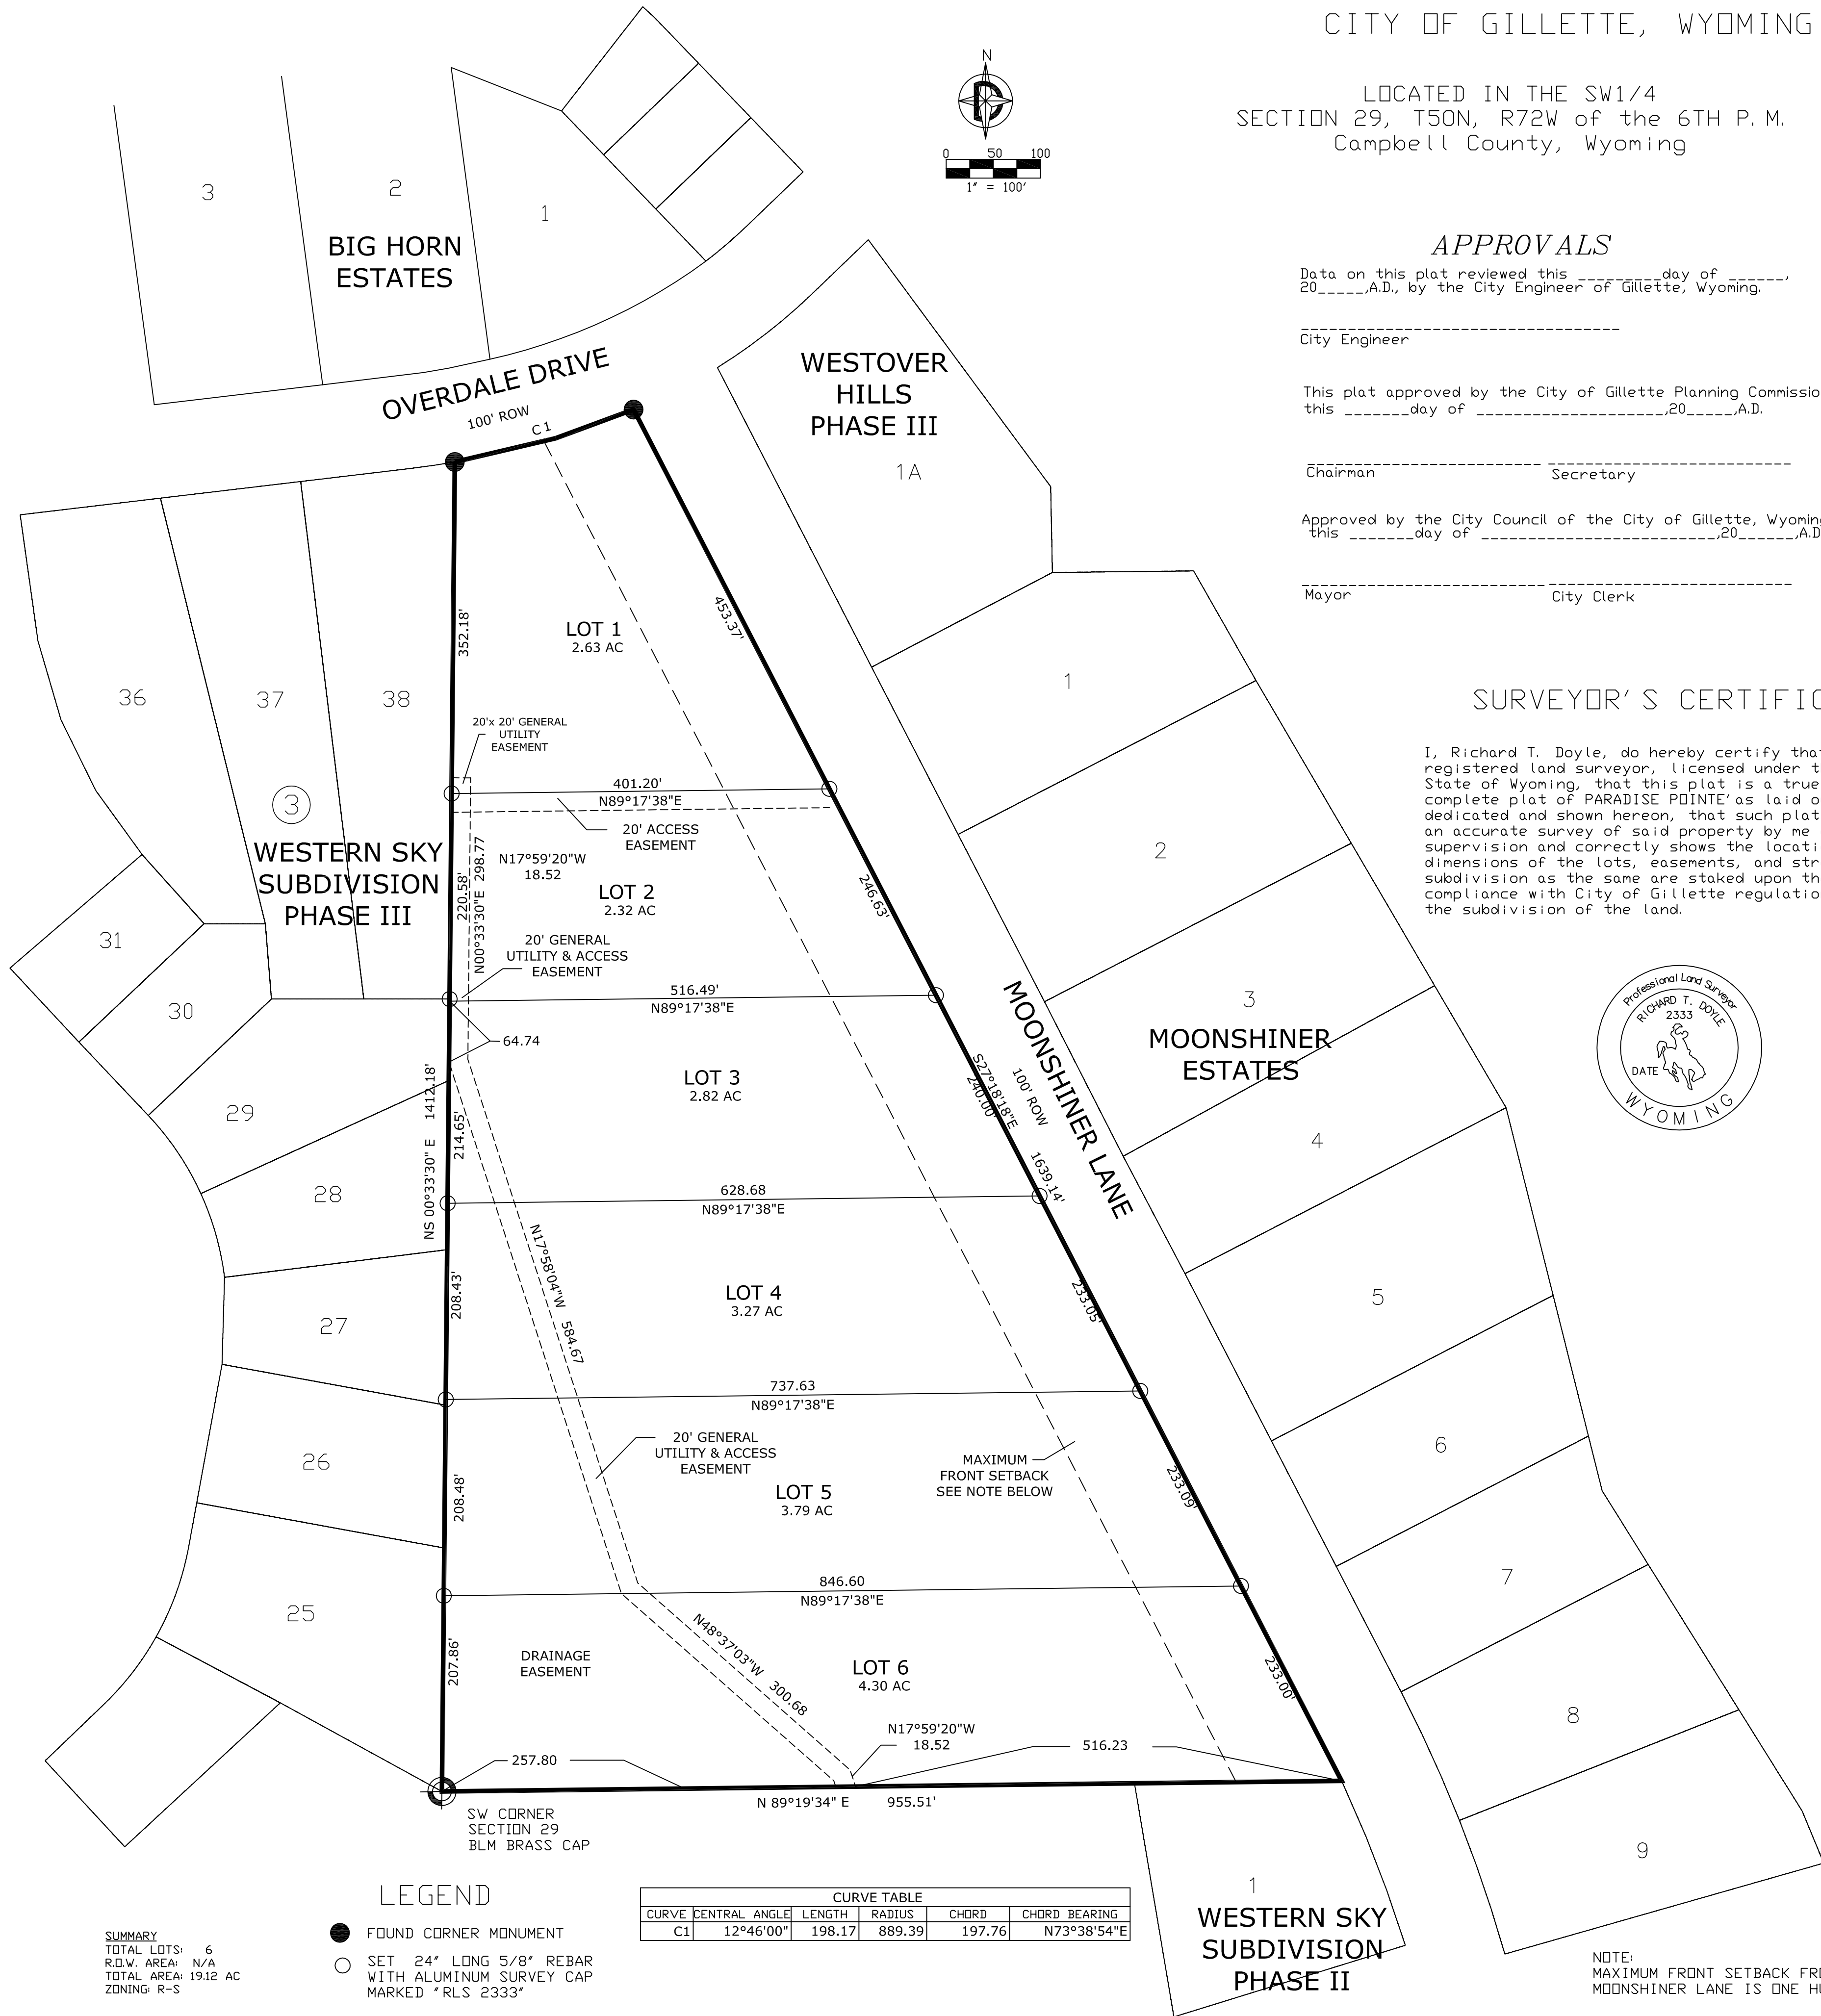 CITY OF GILLETTE, WYOMING
LOCATED IN THE SW1/4
SECTION 29, T50N, R72W of the 6TH P.M.
Campbell County, Wyoming
N
0 50 100
1" = 100'
APPROVALS
Data on this plat reviewed this _________day of ______,
20_____,A.D., by the City Engineer of Gillette, Wyoming.
City Engineer
This plat approved by the City of Gillette Planning Commissio
this _______day of ____________________,20_____,A.D.
Chairman Secretary
Approved by the City Council of the City of Gillette, Wyoming
this _______day of _________________________,20______,A.D
Mayor City Clerk
SURVEYOR'S CERTIFIC
I, Richard T. Doyle, do hereby certify that
registered land surveyor, licensed under t
State of Wyoming, that this plat is a true
complete plat of PARADISE POINTE' as laid o
dedicated and shown hereon, that such plat
an accurate survey of said property by me
supervision and correctly shows the locati
dimensions of the lots, easements, and str
subdivision as the same are staked upon th
compliance with City of Gillette regulatio
the subdivision of the land.
Professional Land Surveyor
RICHARD T. DOYLE
2333
DATE
WYOMING
3
2
1
BIG HORN
ESTATES
OVERDALE DRIVE
100' ROW
C1
WESTOVER
HILLS
PHASE III
1A
36
37
38
3
WESTERN SKY
SUBDIVISION
PHASE III
31
30
29
28
27
26
25
352.18'
453.37'
LOT 1
2.63 AC
20'x 20' GENERAL
UTILITY
EASEMENT
401.20'
N89°17'38"E
20' ACCESS
EASEMENT
N17°59'20"W
18.52
LOT 2
2.32 AC
220.58'
N00°33'30"E 298.77
246.63'
20' GENERAL
UTILITY & ACCESS
EASEMENT
516.49'
N89°17'38"E
64.74
LOT 3
2.82 AC
NS 00°33'30" E 1412.18'
214.65'
S27°18'18"E
240.00'
100' ROW
MOONSHINER LANE
1639.14'
628.68
N89°17'38"E
N17°58'04"W 584.67
LOT 4
3.27 AC
208.43'
233.05'
737.63
N89°17'38"E
20' GENERAL
UTILITY & ACCESS
EASEMENT
MAXIMUM
FRONT SETBACK
SEE NOTE BELOW
LOT 5
3.79 AC
208.48'
233.09'
846.60
N89°17'38"E
DRAINAGE
EASEMENT
N48°37'03"W 300.68
LOT 6
4.30 AC
207.86'
233.00'
N17°59'20"W
18.52
257.80
516.23
N 89°19'34" E 955.51'
SW CORNER
SECTION 29
BLM BRASS CAP
1
2
3
MOONSHINER
ESTATES
4
5
6
7
8
9
1
WESTERN SKY
SUBDIVISION
PHASE II
LEGEND
FOUND CORNER MONUMENT
SET 24" LONG 5/8" REBAR
WITH ALUMINUM SURVEY CAP
MARKED "RLS 2333"
SUMMARY
TOTAL LOTS: 6
R.O.W. AREA: N/A
TOTAL AREA: 19.12 AC
ZONING: R-S
CURVE TABLE
CURVE CENTRAL ANGLE LENGTH RADIUS CHORD CHORD BEARING
C1 12°46'00" 198.17 889.39 197.76 N73°38'54"E
NOTE:
MAXIMUM FRONT SETBACK FR
MOONSHINER LANE IS ONE H